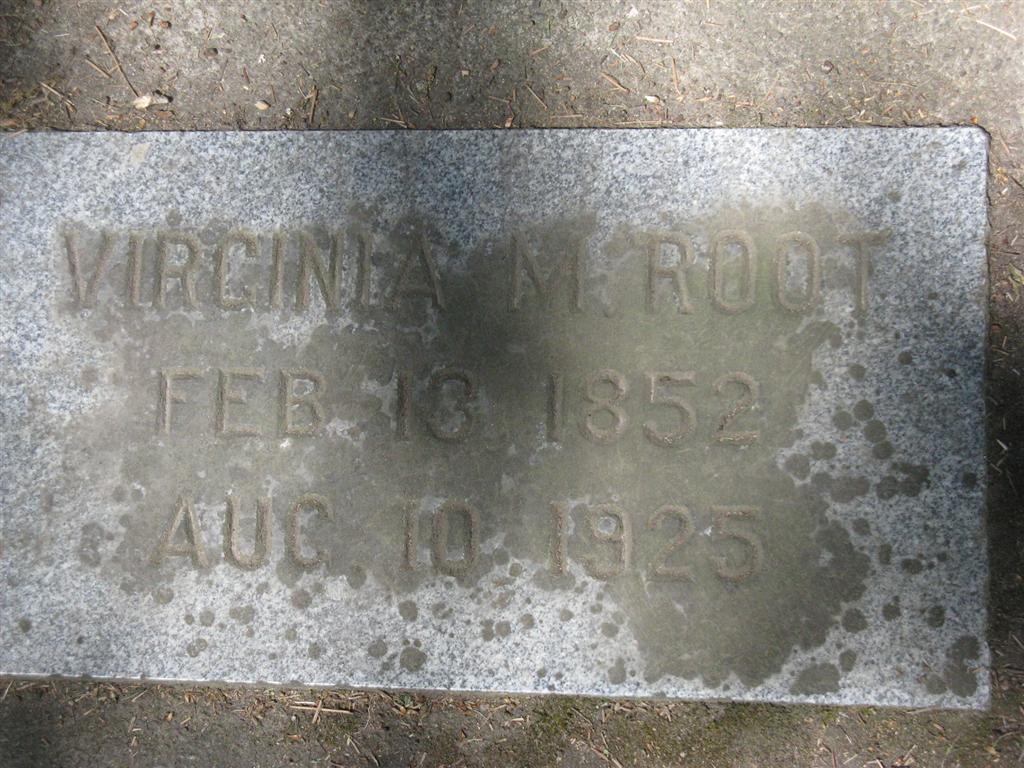 VIRGINIA M. ROOT
FEB 13 1852
AUG. 10 1925